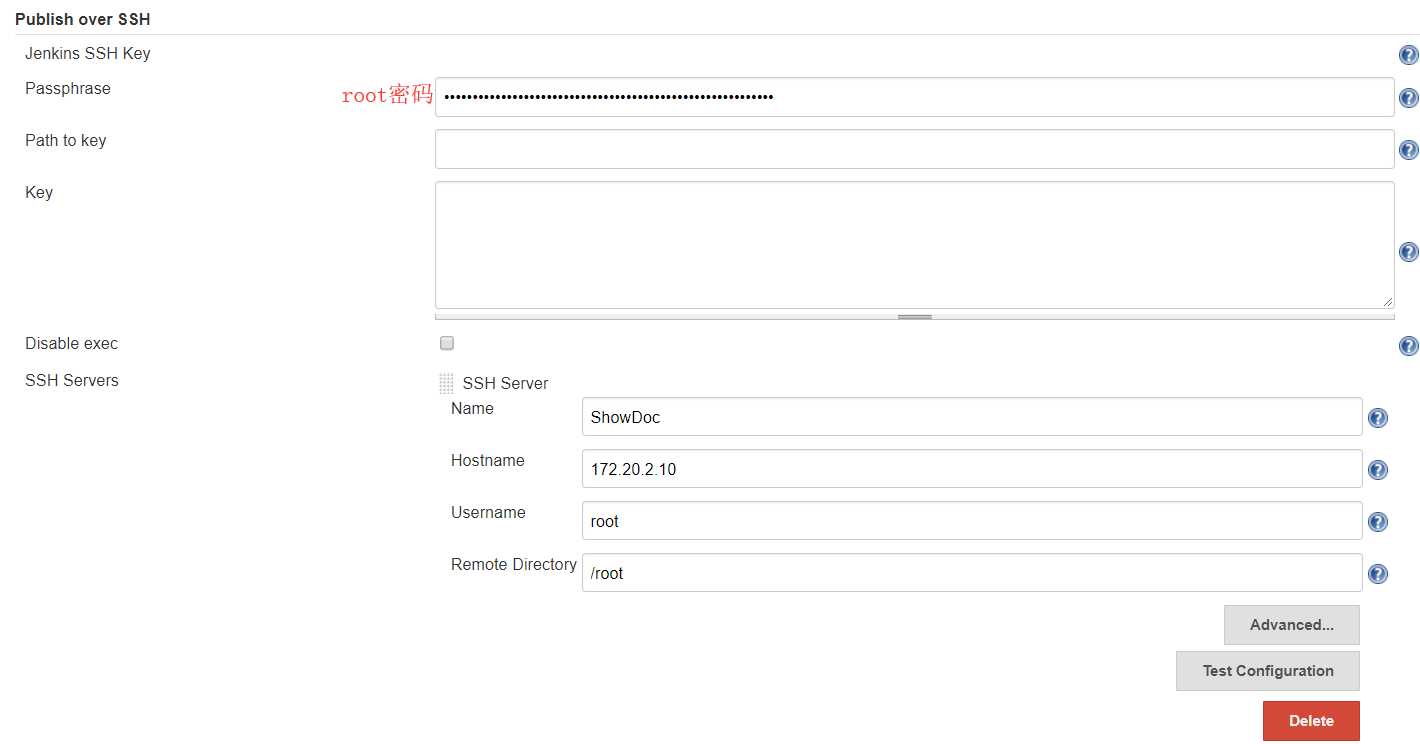 Publish over SSH
Jenkins SSH Key
Passphrase root密码 ••••••••••••••••••••••••••••••••••••••••••••••••••••••••••
Path to key
Key
Disable exec
SSH Servers SSH Server
Name ShowDoc
Hostname 172.20.2.10
Username root
Remote Directory /root
Advanced...
Test Configuration
Delete